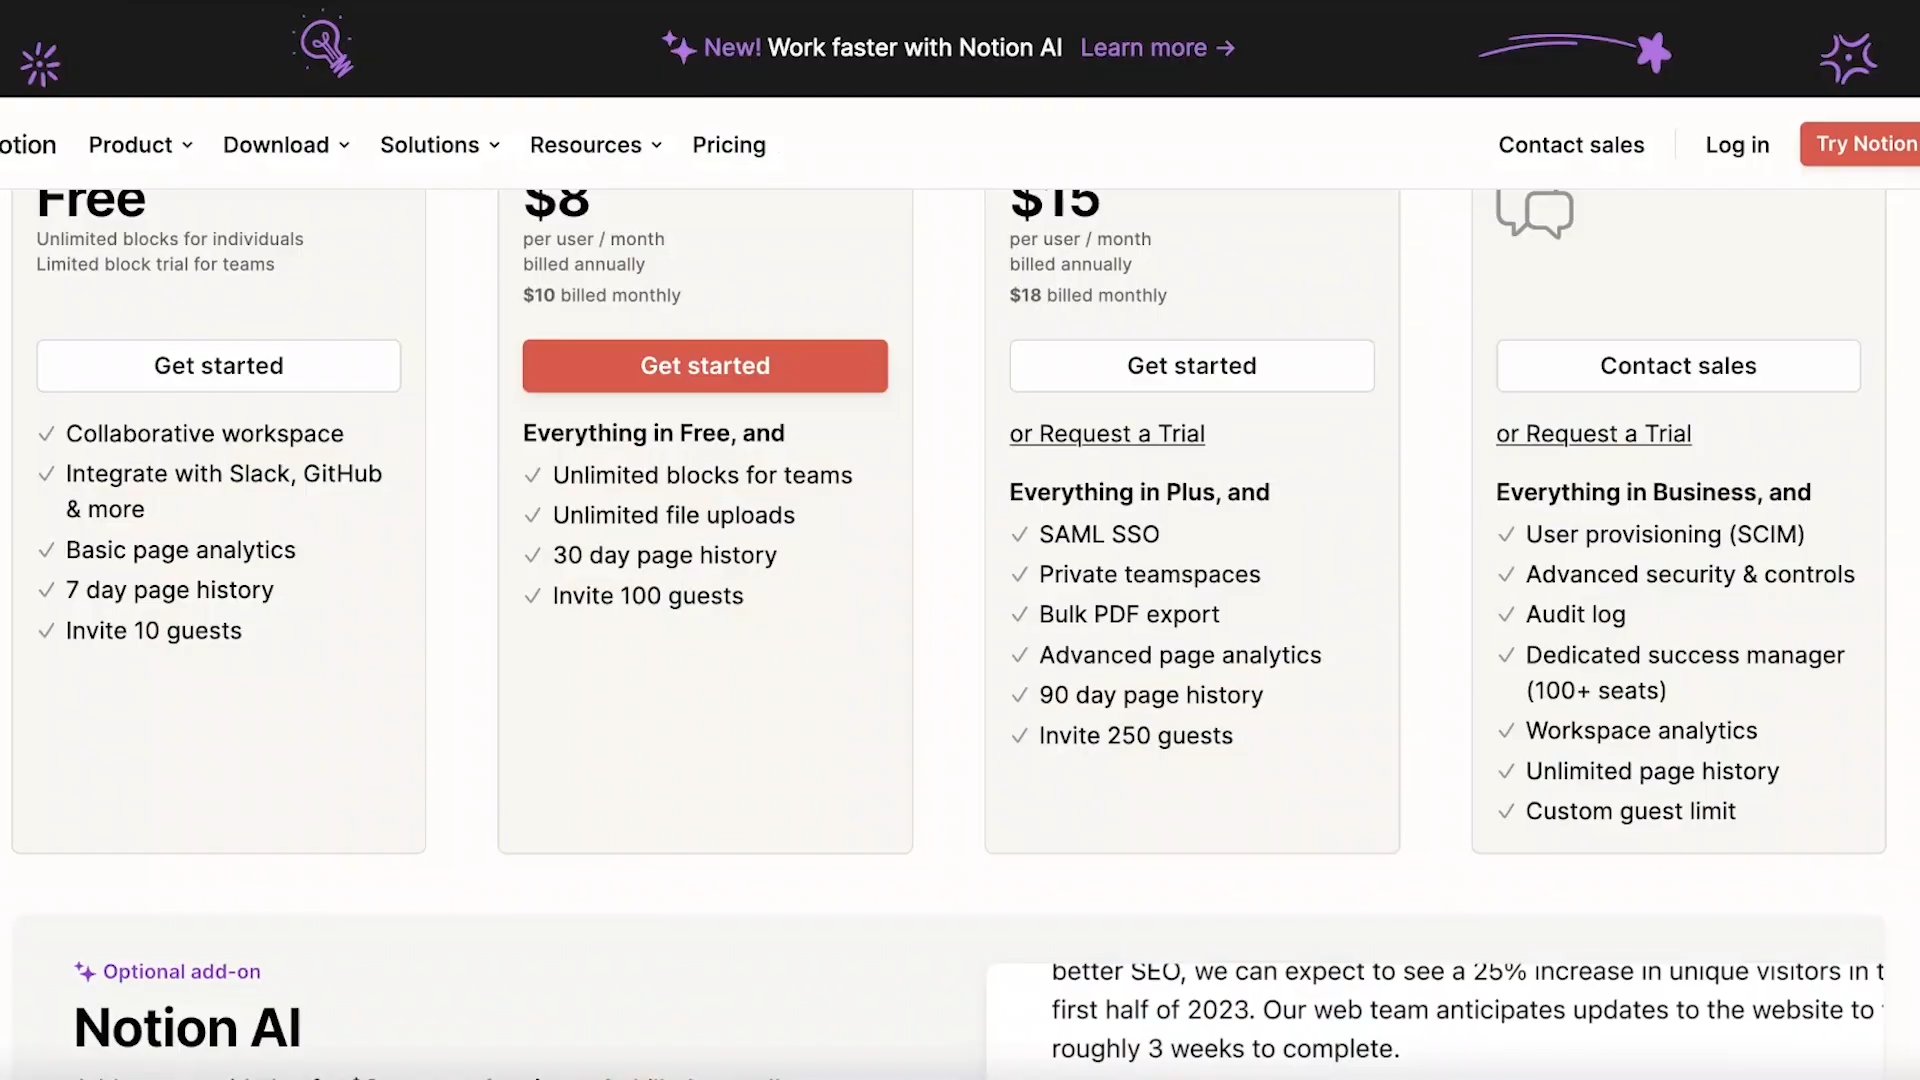 New! Work faster with Notion AI Learn more →
otion Product Download Solutions Resources Pricing Contact sales Log in Try Notion
Free
Unlimited blocks for individuals
Limited block trial for teams
Get started
Collaborative workspace
Integrate with Slack, GitHub
& more
Basic page analytics
7 day page history
Invite 10 guests
$8
per user / month
billed annually
$10 billed monthly
Get started
Everything in Free, and
Unlimited blocks for teams
Unlimited file uploads
30 day page history
Invite 100 guests
$15
per user / month
billed annually
$18 billed monthly
Get started
or Request a Trial
Everything in Plus, and
SAML SSO
Private teamspaces
Bulk PDF export
Advanced page analytics
90 day page history
Invite 250 guests
Contact sales
or Request a Trial
Everything in Business, and
User provisioning (SCIM)
Advanced security & controls
Audit log
Dedicated success manager
(100+ seats)
Workspace analytics
Unlimited page history
Custom guest limit
Optional add-on
Notion AI
better SEO, we can expect to see a 25% increase in unique visitors in t
first half of 2023. Our web team anticipates updates to the website to
roughly 3 weeks to complete.